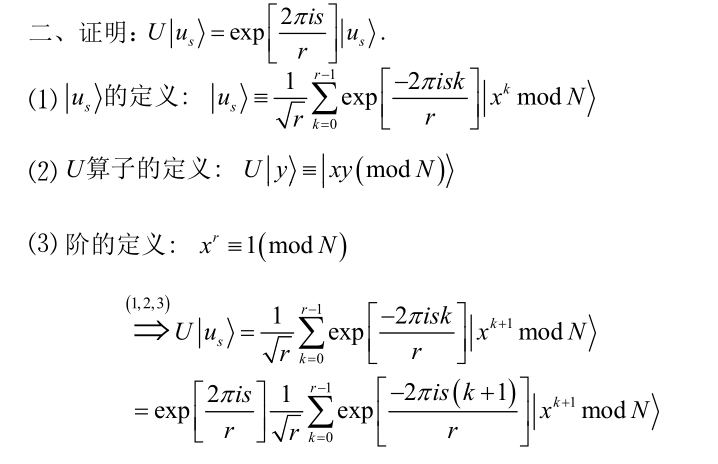 二、证明: U|u_s⟩ = exp[2πis/r]|u_s⟩.
(1) |u_s⟩的定义: |u_s⟩ ≡ 1/√r ∑_{k=0}^{r−1} exp[−2πisk/r]|x^k mod N⟩
(2) U算子的定义: U|y⟩ ≡ |xy(mod N)⟩
(3) 阶的定义: x^r ≡ 1(mod N)
(1,2,3) ⇒ U|u_s⟩ = 1/√r ∑_{k=0}^{r−1} exp[−2πisk/r]|x^{k+1} mod N⟩
= exp[2πis/r] 1/√r ∑_{k=0}^{r−1} exp[−2πis(k+1)/r]|x^{k+1} mod N⟩